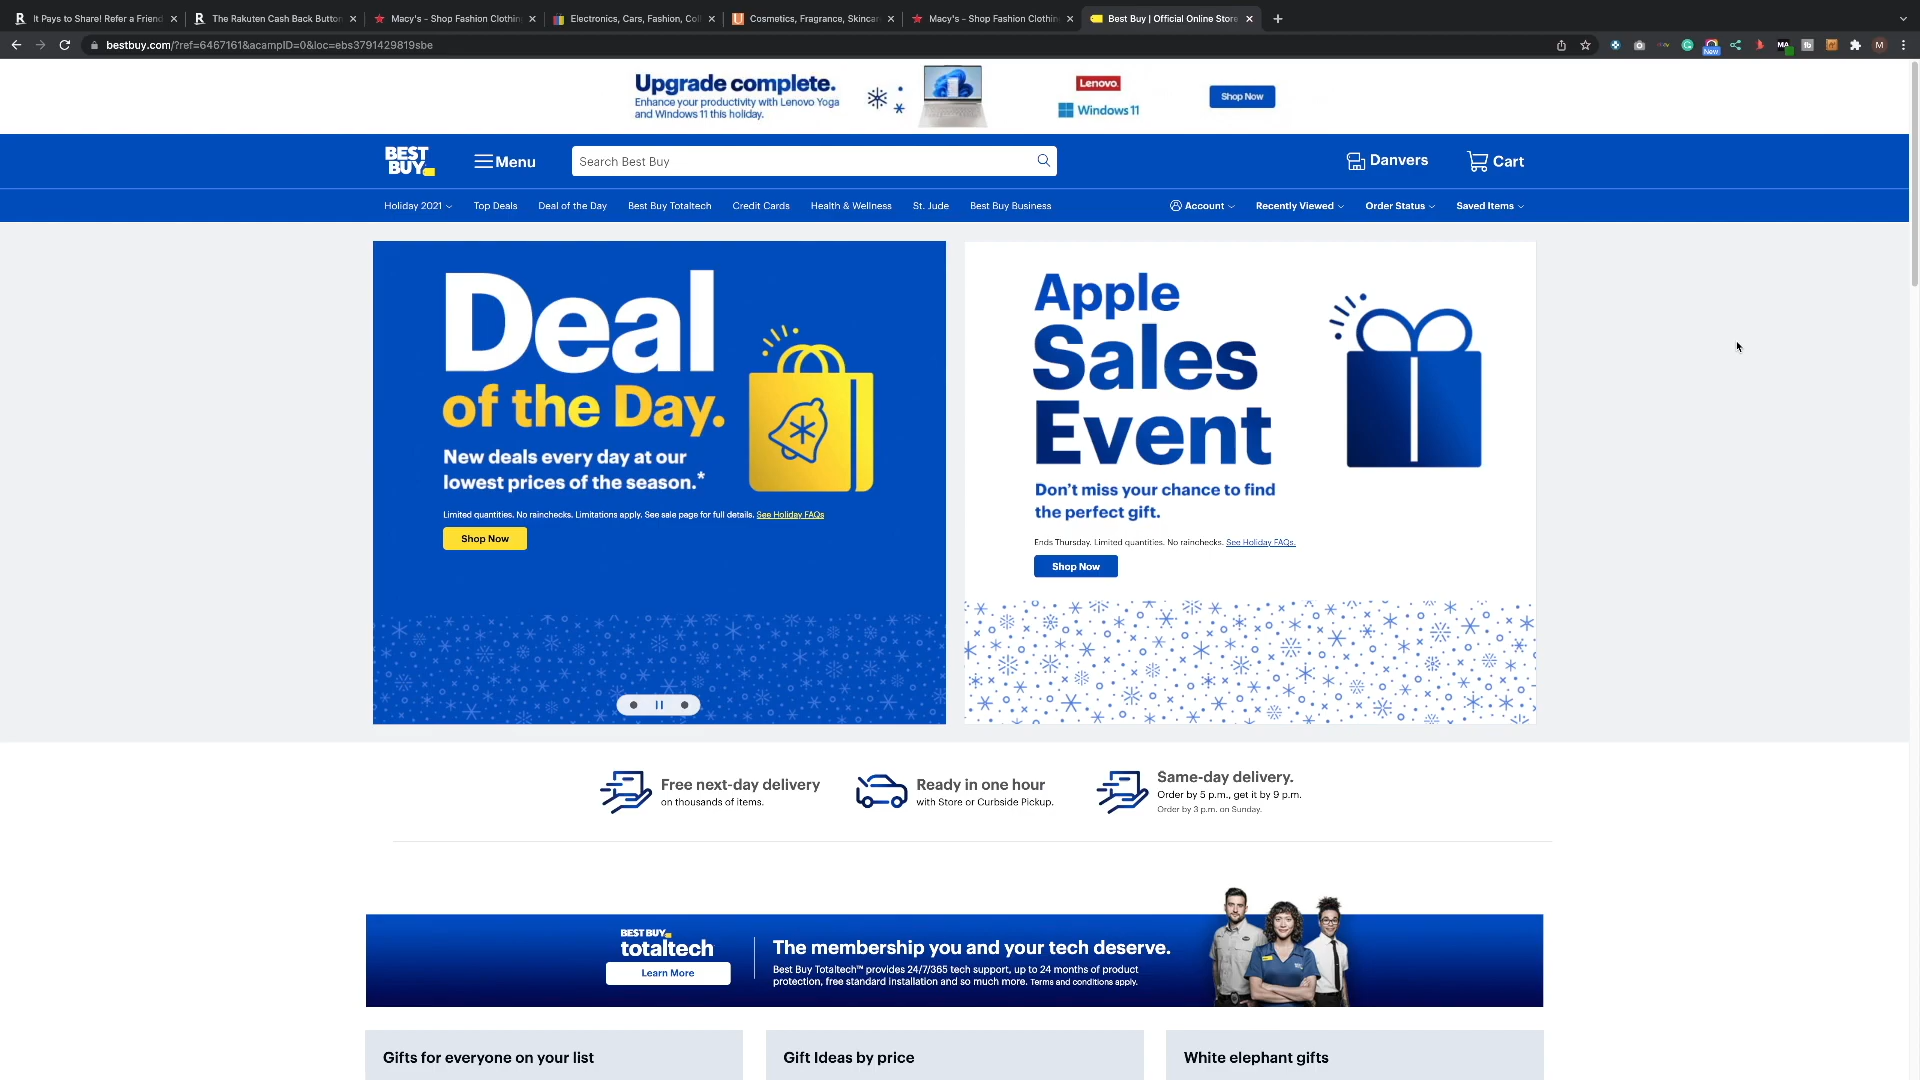 It Pays to Share! Refer a Friend
The Rakuten Cash Back Button
Macy's - Shop Fashion Clothin
Electronics, Cars, Fashion, Col
Cosmetics, Fragrance, Skincar
Macy's - Shop Fashion Clothin
Best Buy | Official Online Store
bestbuy.com/?ref=6467161&acampID=0&loc=ebs3791429819sbe
New
MA
M
Upgrade complete.
Enhance your productivity with Lenovo Yoga
and Windows 11 this holiday.
Lenovo
Windows 11
Shop Now
BEST
BUY
Menu
Search Best Buy
Danvers
Cart
Holiday 2021
Top Deals
Deal of the Day
Best Buy Totaltech
Credit Cards
Health & Wellness
St. Jude
Best Buy Business
Account
Recently Viewed
Order Status
Saved Items
Deal
of the Day.
New deals every day at our
lowest prices of the season.*
Limited quantities. No rainchecks. Limitations apply. See sale page for full details. See Holiday FAQs
Shop Now
Apple
Sales
Event
Don't miss your chance to find
the perfect gift.
Ends Thursday. Limited quantities. No rainchecks. See Holiday FAQs.
Shop Now
Free next-day delivery
on thousands of items.
Ready in one hour
with Store or Curbside Pickup.
Same-day delivery.
Order by 5 p.m., get it by 9 p.m.
Order by 3 p.m. on Sunday.
BEST BUY
totaltech
Learn More
The membership you and your tech deserve.
Best Buy Totaltech™ provides 24/7/365 tech support, up to 24 months of product
protection, free standard installation and so much more. Terms and conditions apply.
Gifts for everyone on your list
Gift Ideas by price
White elephant gifts